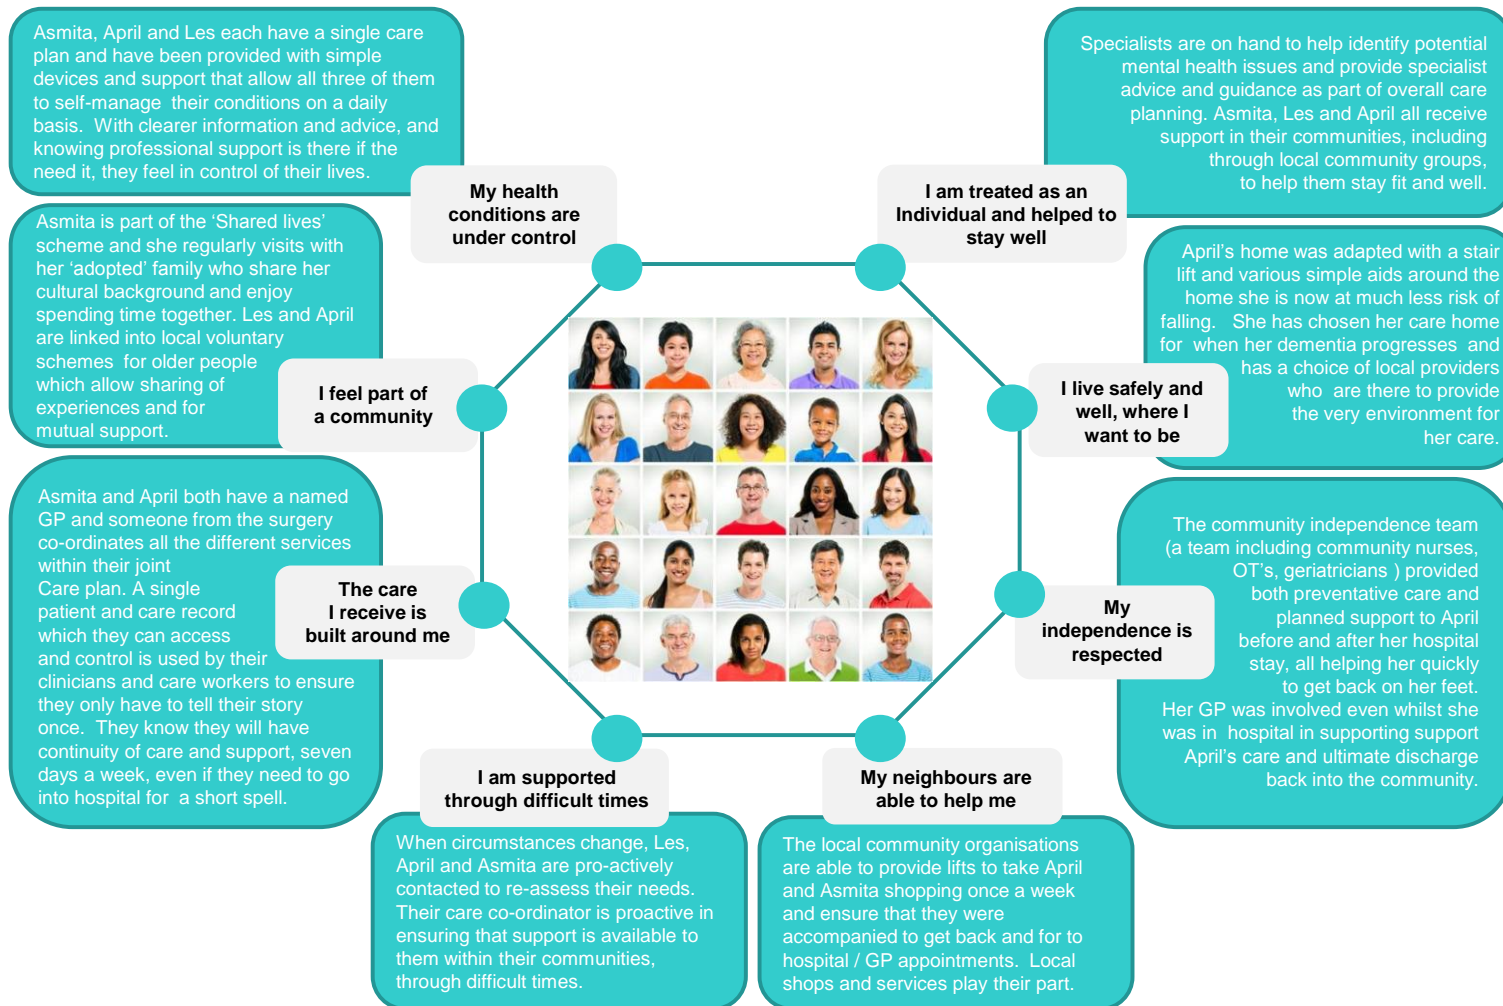 Asmita, April and Les each have a single care
plan and have been provided with simple
devices and support that allow all three of them
to self-manage  their conditions on a daily
basis.  With clearer information and advice, and
knowing professional support is there if the
need it, they feel in control of their lives.
My health
conditions are
under control
Specialists are on hand to help identify potential
mental health issues and provide specialist
advice and guidance as part of overall care
planning. Asmita, Les and April all receive
support in their communities, including
through local community groups,
to help them stay fit and well.
I am treated as an
Individual and helped to
stay well
Asmita is part of the ‘Shared lives’
scheme and she regularly visits with
her ‘adopted’ family who share her
cultural background and enjoy
spending time together. Les and April
are linked into local voluntary
schemes  for older people
which allow sharing of
experiences and for
mutual support.
I feel part of
a community
April’s home was adapted with a stair
lift and various simple aids around the
home she is now at much less risk of
falling.   She has chosen her care home
for  when her dementia progresses  and
has a choice of local providers
who  are there to provide
the very environment for
her care.
I live safely and
well, where I
want to be
Asmita and April both have a named
GP and someone from the surgery
co-ordinates all the different services
within their joint
Care plan. A single
patient and care record
which they can access
and control is used by their
clinicians and care workers to ensure
they only have to tell their story
once.  They know they will have
continuity of care and support, seven
days a week, even if they need to go
into hospital for  a short spell.
The care
I receive is
built around me
The community independence team
(a team including community nurses,
OT’s, geriatricians ) provided
both preventative care and
planned support to April
before and after her hospital
stay, all helping her quickly
to get back on her feet.
Her GP was involved even whilst she
was in  hospital in supporting support
April’s care and ultimate discharge
back into the community.
My
independence is
respected
I am supported
through difficult times
When circumstances change, Les,
April and Asmita are pro-actively
contacted to re-assess their needs.
Their care co-ordinator is proactive in
ensuring that support is available to
them within their communities,
through difficult times.
My neighbours are
able to help me
The local community organisations
are able to provide lifts to take April
and Asmita shopping once a week
and ensure that they were
accompanied to get back and for to
hospital / GP appointments.  Local
shops and services play their part.